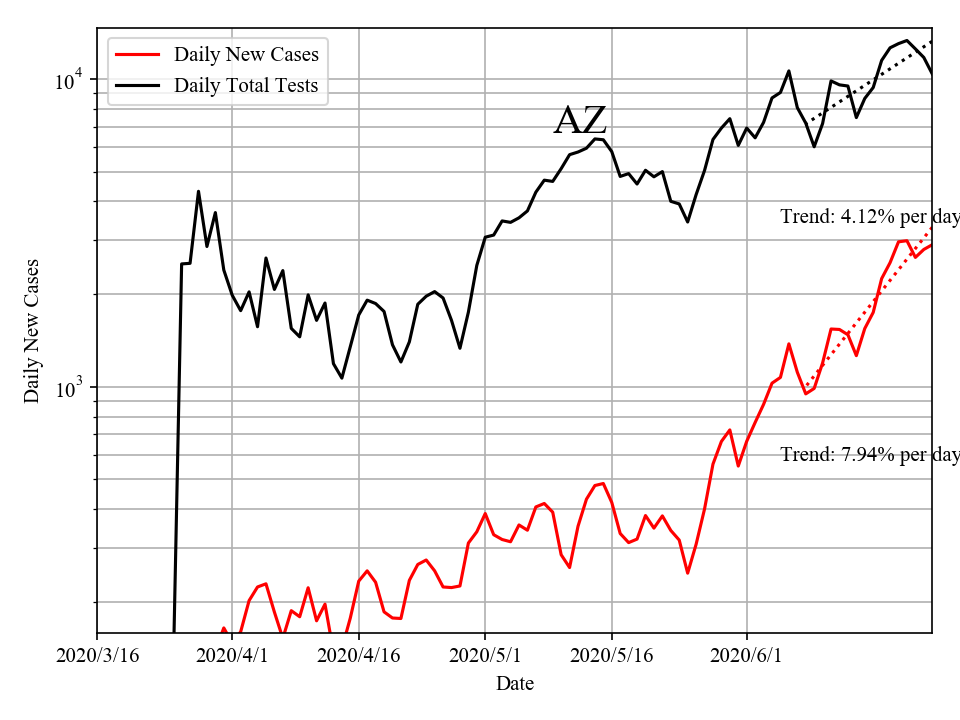 Daily New Cases
Daily Total Tests
AZ
10^4
Trend: 4.12% per day
Daily New Cases
10^3
Trend: 7.94% per day
2020/3/16 2020/4/1 2020/4/16 2020/5/1 2020/5/16 2020/6/1
Date